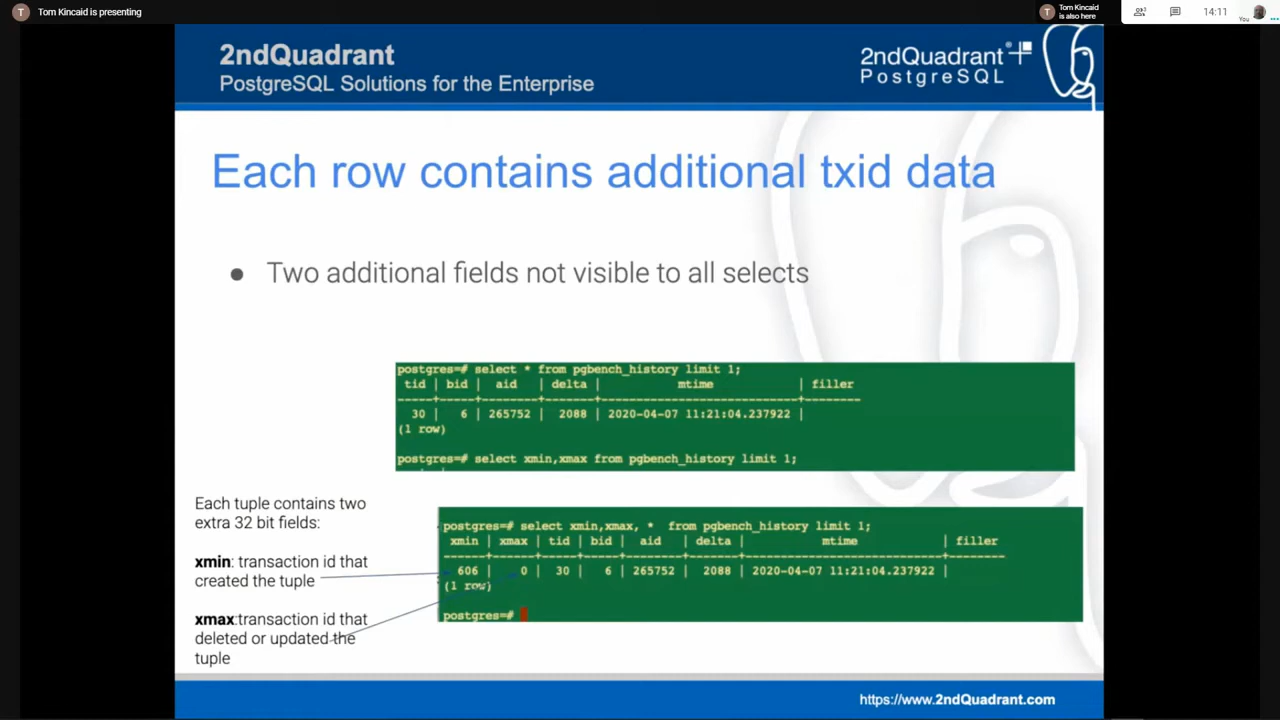 Tom Kincaid is presenting
T
T
Tom Kincaid
is also here
14:11
You
2ndQuadrant
PostgreSQL Solutions for the Enterprise
2ndQuadrant®
PostgreSQL
Each row contains additional txid data
● Two additional fields not visible to all selects
postgres=# select * from pgbench_history limit 1;
tid | bid | aid | delta | mtime | filler
-----+-----+--------+-------+----------------------------+--------
30 | 6 | 265752 | 2088 | 2020-04-07 11:21:04.237922 |
(1 row)
postgres=# select xmin,xmax from pgbench_history limit 1;
Each tuple contains two
extra 32 bit fields:
xmin: transaction id that
created the tuple
xmax:transaction id that
deleted or updated the
tuple
postgres=# select xmin,xmax, * from pgbench_history limit 1;
xmin | xmax | tid | bid | aid | delta | mtime | filler
------+------+-----+-----+--------+-------+----------------------------+--------
606 | 0 | 30 | 6 | 265752 | 2088 | 2020-04-07 11:21:04.237922 |
(1 row)
postgres=#
https://www.2ndQuadrant.com